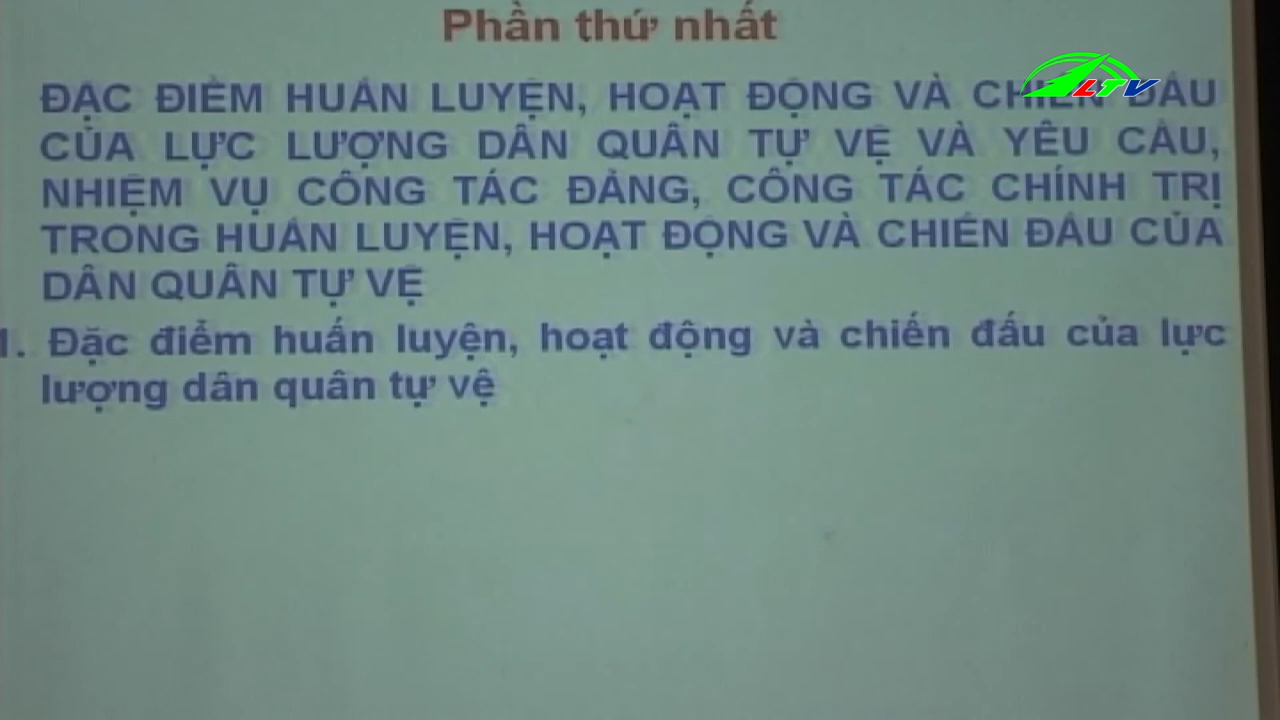 Phần thứ nhất
LTV
ĐẶC ĐIỂM HUẤN LUYỆN, HOẠT ĐỘNG VÀ CHIẾN ĐẤU
CỦA LỰC LƯỢNG DÂN QUÂN TỰ VỆ VÀ YÊU CẦU,
NHIỆM VỤ CÔNG TÁC ĐẢNG, CÔNG TÁC CHÍNH TRỊ
TRONG HUẤN LUYỆN, HOẠT ĐỘNG VÀ CHIẾN ĐẤU CỦA
DÂN QUÂN TỰ VỆ
1. Đặc điểm huấn luyện, hoạt động và chiến đấu của lực
lượng dân quân tự vệ